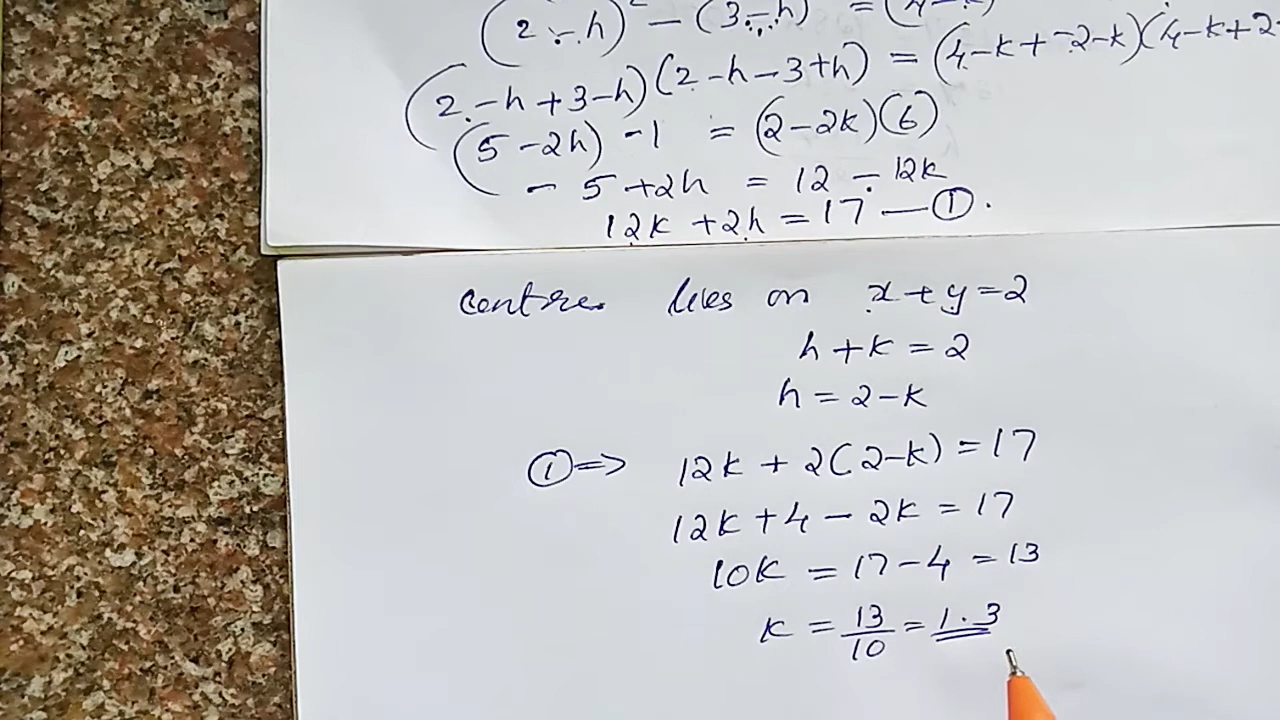 (2-h)² - (3-h) = (4-k)
(2-h+3-h)(2-h-3+h) = (4-k+-2-k)(4-k+2
(5-2h) -1 = (2-2k)(6)
- 5+2h = 12 - 12k
12k +2h = 17 — ①.
centre lies on x+y=2
h+k=2
h = 2-k
①=> 12k + 2(2-k) = 17
12k+4 - 2k = 17
10k = 17-4 = 13
k = 13/10 = 1.3